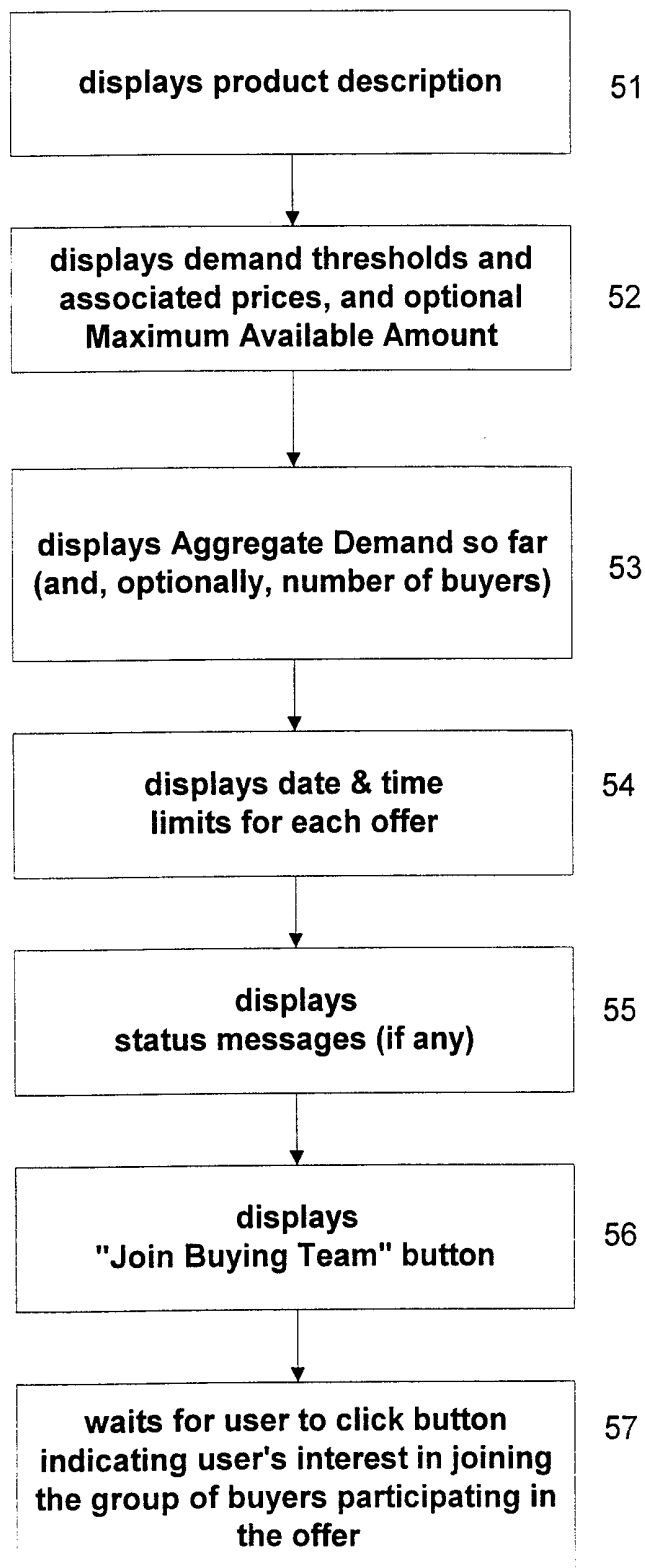 displays product description
51
displays demand thresholds and
associated prices, and optional
Maximum Available Amount
52
displays Aggregate Demand so far
(and, optionally, number of buyers)
53
displays date & time
limits for each offer
54
displays
status messages (if any)
55
displays
"Join Buying Team" button
56
waits for user to click button
indicating user's interest in joining
the group of buyers participating in
the offer
57